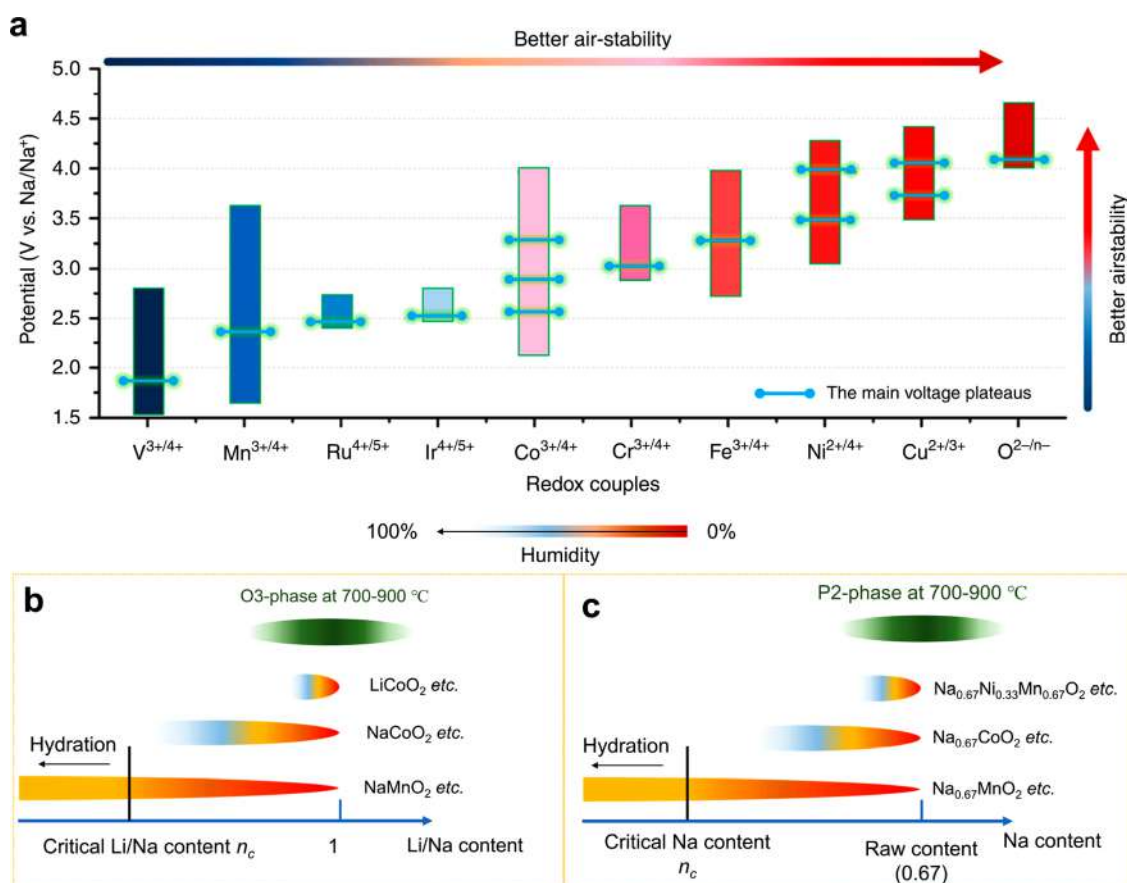 a
Better air-stability
Potential (V vs. Na/Na⁺)
5.0
4.5
4.0
3.5
3.0
2.5
2.0
1.5
The main voltage plateaus
Better airstability
V³⁺/⁴⁺ Mn³⁺/⁴⁺ Ru⁴⁺/⁵⁺ Ir⁴⁺/⁵⁺ Co³⁺/⁴⁺ Cr³⁺/⁴⁺ Fe³⁺/⁴⁺ Ni²⁺/⁴⁺ Cu²⁺/³⁺ O²⁻/ⁿ⁻
Redox couples
100% 0%
Humidity
b
O3-phase at 700-900 ℃
LiCoO₂ etc.
NaCoO₂ etc.
Hydration
NaMnO₂ etc.
Critical Li/Na content n_c 1 Li/Na content
c
P2-phase at 700-900 ℃
Na₀.₆₇Ni₀.₃₃Mn₀.₆₇O₂ etc.
Na₀.₆₇CoO₂ etc.
Hydration
Na₀.₆₇MnO₂ etc.
Critical Na content
n_c
Raw content
(0.67)
Na content